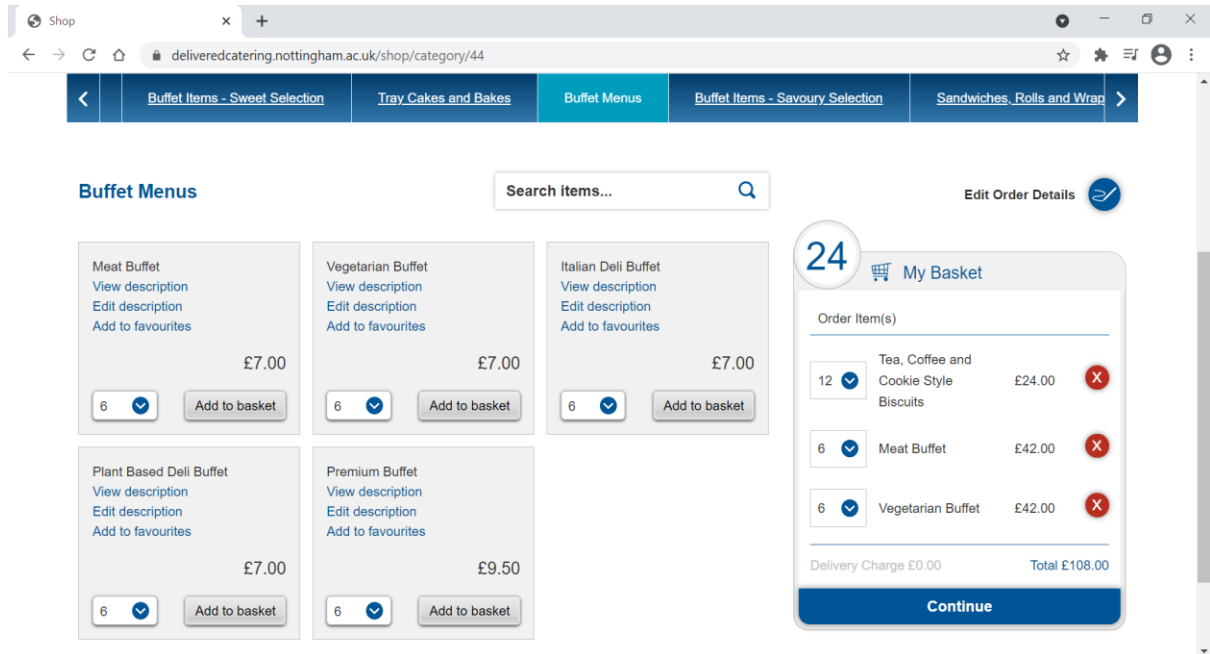 Shop
deliveredcatering.nottingham.ac.uk/shop/category/44
Buffet Items - Sweet Selection
Tray Cakes and Bakes
Buffet Menus
Buffet Items - Savoury Selection
Sandwiches, Rolls and Wrap
Buffet Menus
Search items...
Edit Order Details
Meat Buffet
View description
Edit description
Add to favourites
£7.00
6
Add to basket
Vegetarian Buffet
View description
Edit description
Add to favourites
£7.00
6
Add to basket
Italian Deli Buffet
View description
Edit description
Add to favourites
£7.00
6
Add to basket
Plant Based Deli Buffet
View description
Edit description
Add to favourites
£7.00
6
Add to basket
Premium Buffet
View description
Edit description
Add to favourites
£9.50
6
Add to basket
24
My Basket
Order Item(s)
12 Tea, Coffee and
Cookie Style £24.00 X
Biscuits
6 Meat Buffet £42.00 X
6 Vegetarian Buffet £42.00 X
Delivery Charge £0.00 Total £108.00
Continue